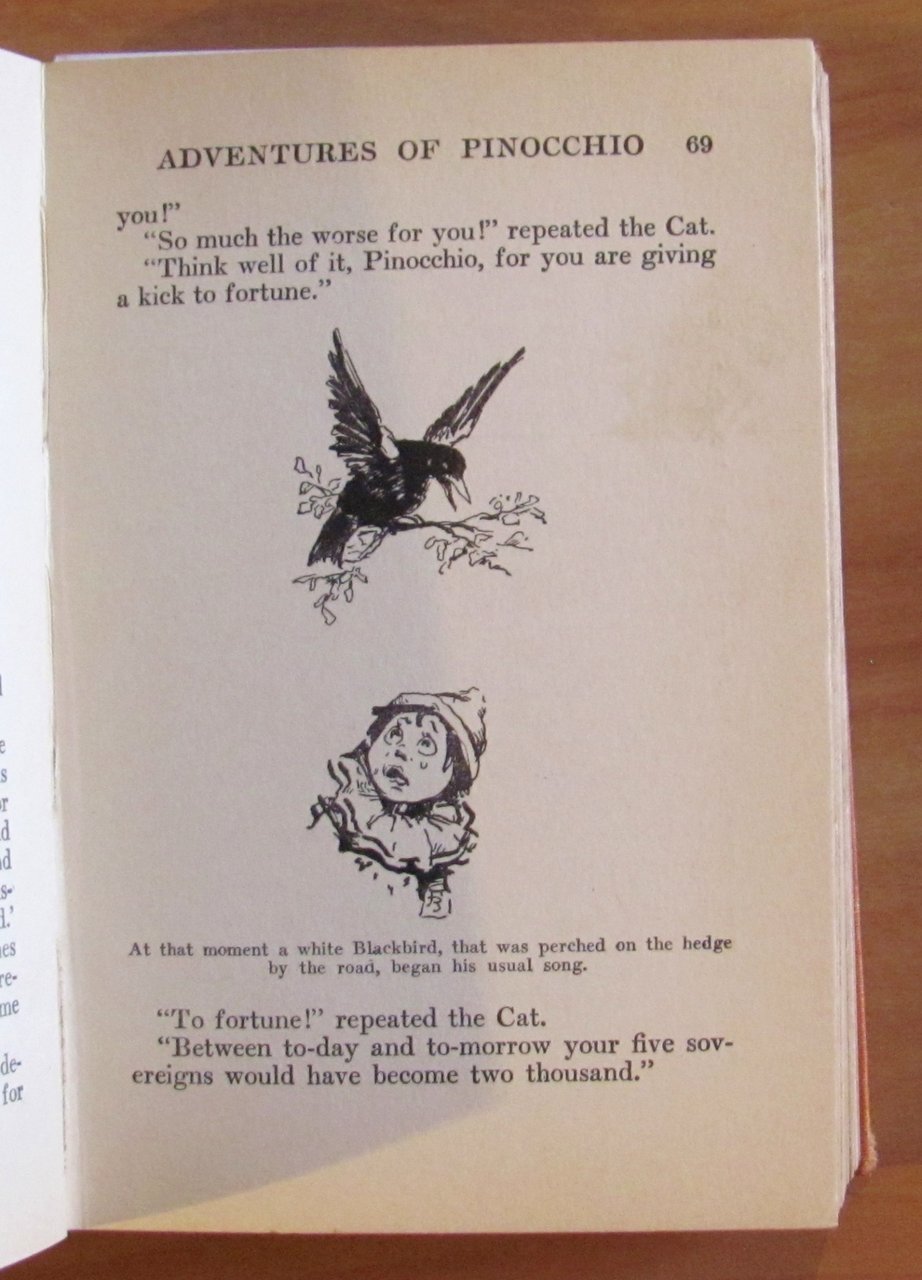 ADVENTURES OF PINOCCHIO 69
you!”
“So much the worse for you!” repeated the Cat.
“Think well of it, Pinocchio, for you are giving
a kick to fortune.”
At that moment a white Blackbird, that was perched on the hedge
by the road, began his usual song.
“To fortune!” repeated the Cat.
“Between to-day and to-morrow your five sov-
ereigns would have become two thousand.”